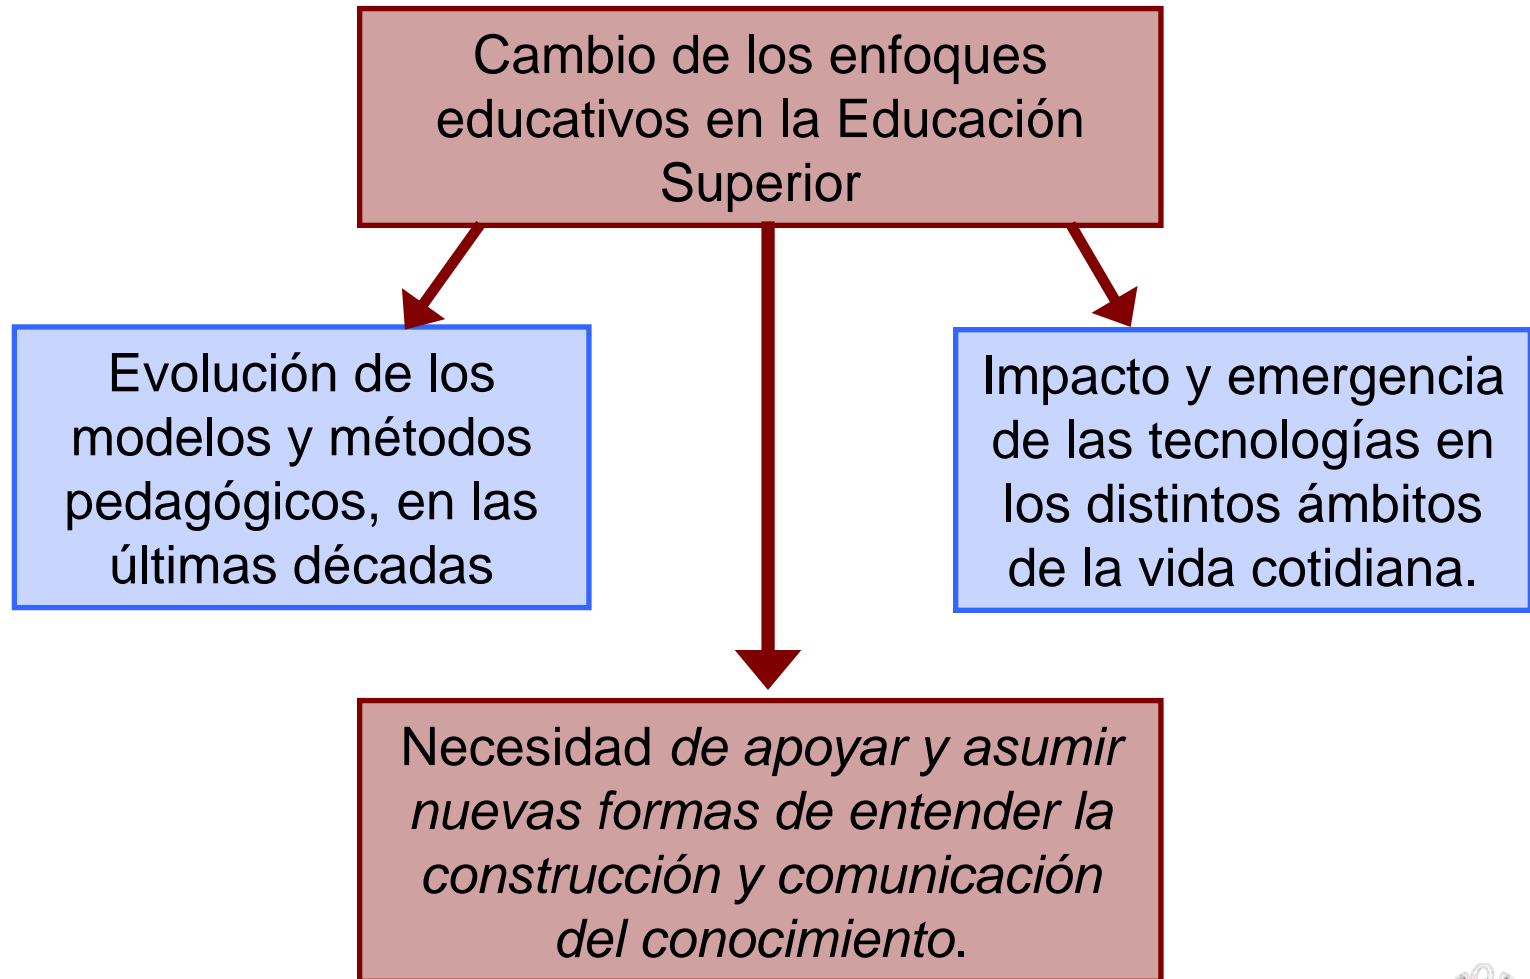 Cambio de los enfoques
educativos en la Educación
Superior
Evolución de los
modelos y métodos
pedagógicos, en las
últimas décadas
Impacto y emergencia
de las tecnologías en
los distintos ámbitos
de la vida cotidiana.
Necesidad de apoyar y asumir
nuevas formas de entender la
construcción y comunicación
del conocimiento.